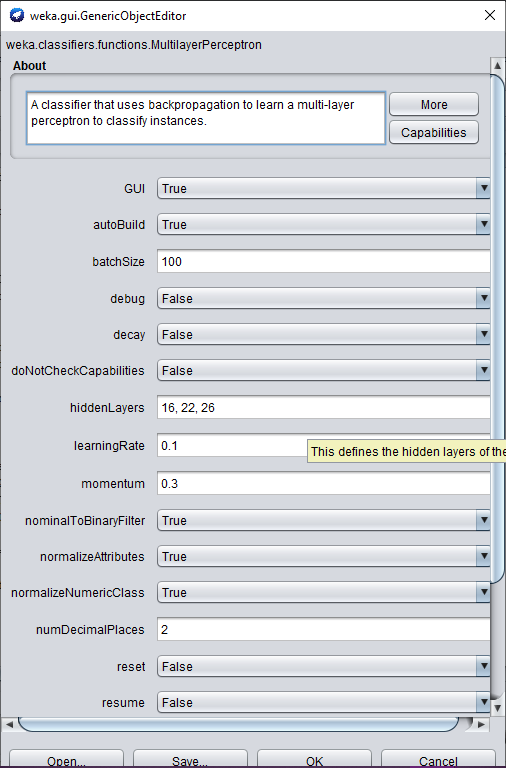 weka.gui.GenericObjectEditor
weka.classifiers.functions.MultilayerPerceptron
About
A classifier that uses backpropagation to learn a multi-layer
perceptron to classify instances.
More
Capabilities
GUI True
autoBuild True
batchSize 100
debug False
decay False
doNotCheckCapabilities False
hiddenLayers 16, 22, 26
learningRate 0.1
This defines the hidden layers of the
momentum 0.3
nominalToBinaryFilter True
normalizeAttributes True
normalizeNumericClass True
numDecimalPlaces 2
reset False
resume False
Open... Save... OK Cancel